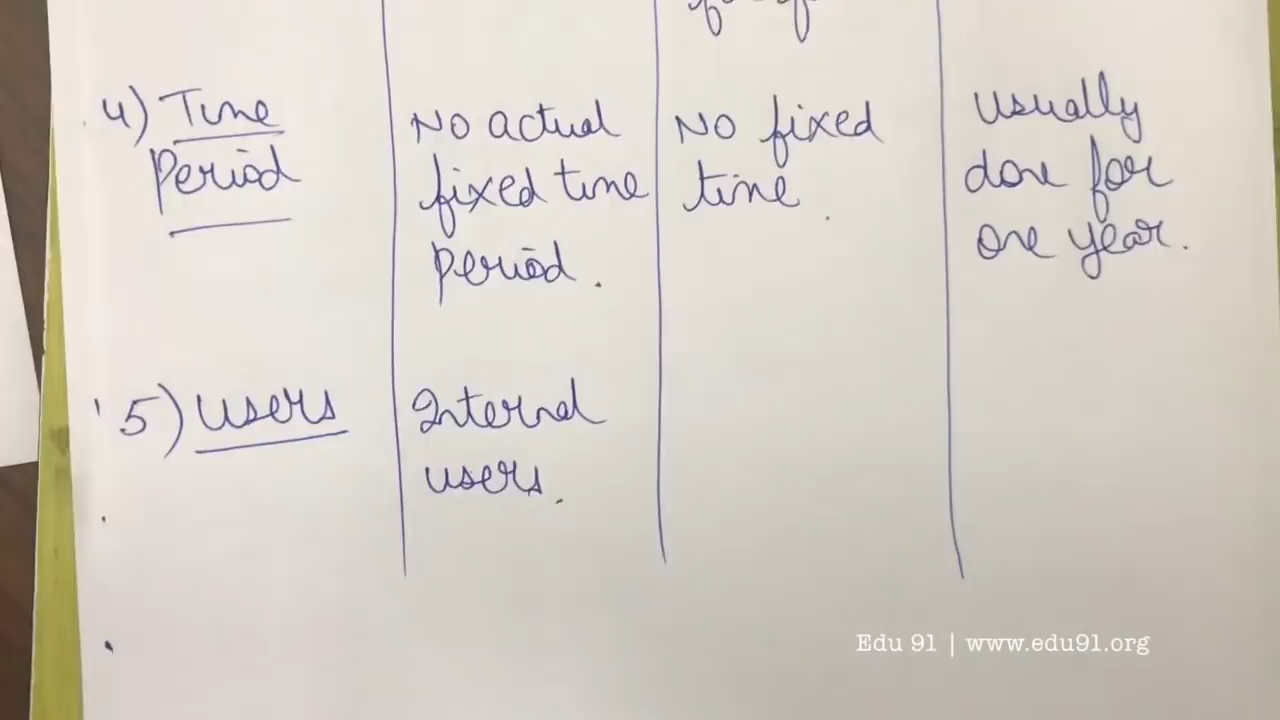 4) Time
Period
No actual
fixed time
period.
No fixed
time.
Usually
done for
one year.
5) Users
Internal
users.
Edu 91 | www.edu91.org